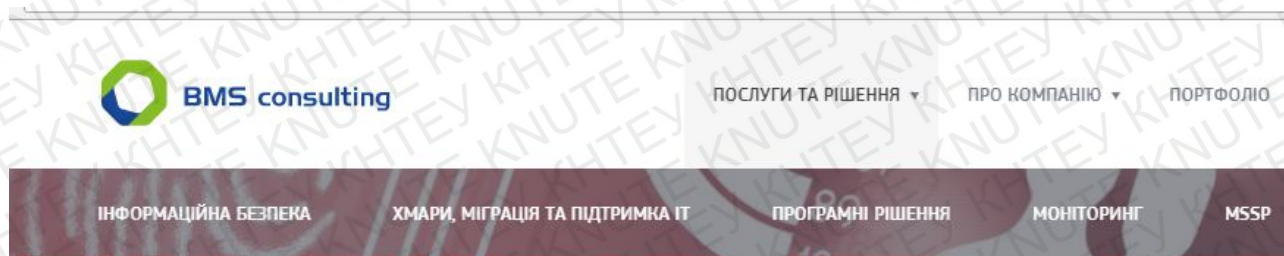 BMS consulting
ПОСЛУГИ ТА РІШЕННЯ ▾ ПРО КОМПАНІЮ ▾ ПОРТФОЛІО
ІНФОРМАЦІЙНА БЕЗПЕКА ХМАРИ, МІГРАЦІЯ ТА ПІДТРИМКА ІТ ПРОГРАМНІ РІШЕННЯ МОНІТОРИНГ MSSP